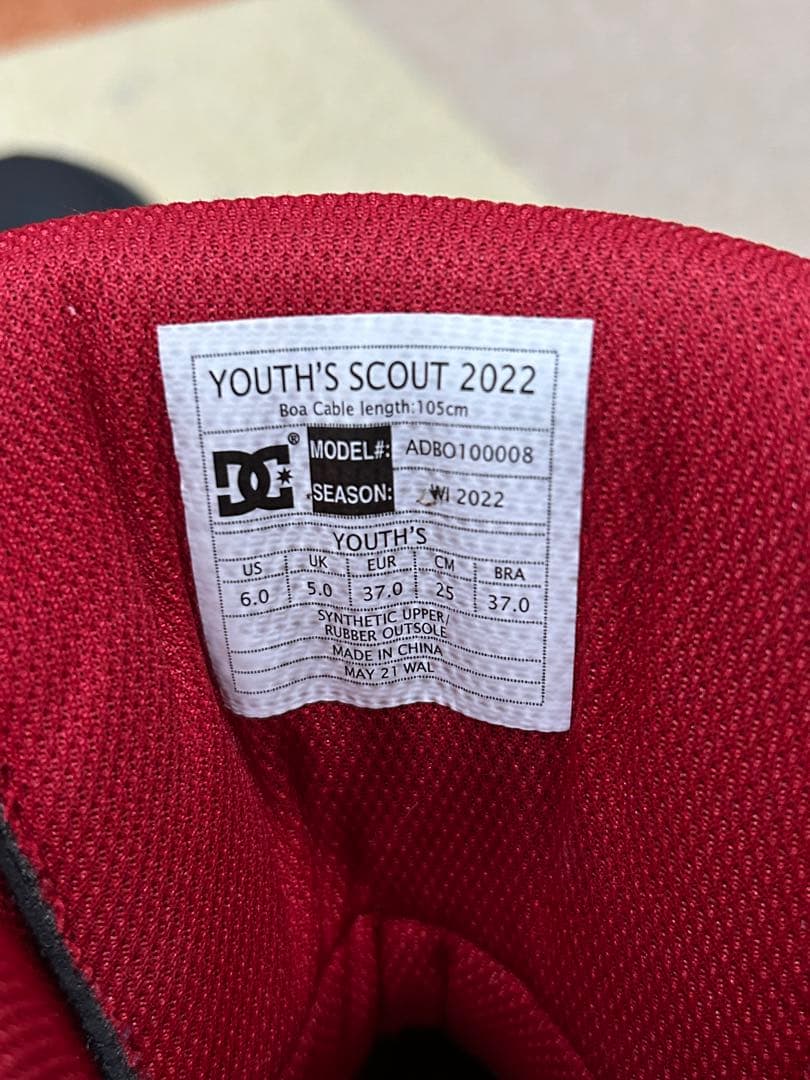 YOUTH'S SCOUT 2022
Boa Cable length:105cm
DC ®
MODEL#: ADBO100008
SEASON: WI 2022
YOUTH'S
US UK EUR CM BRA
6.0 5.0 37.0 25 37.0
SYNTHETIC UPPER/
RUBBER OUTSOLE
MADE IN CHINA
MAY 21 WAL